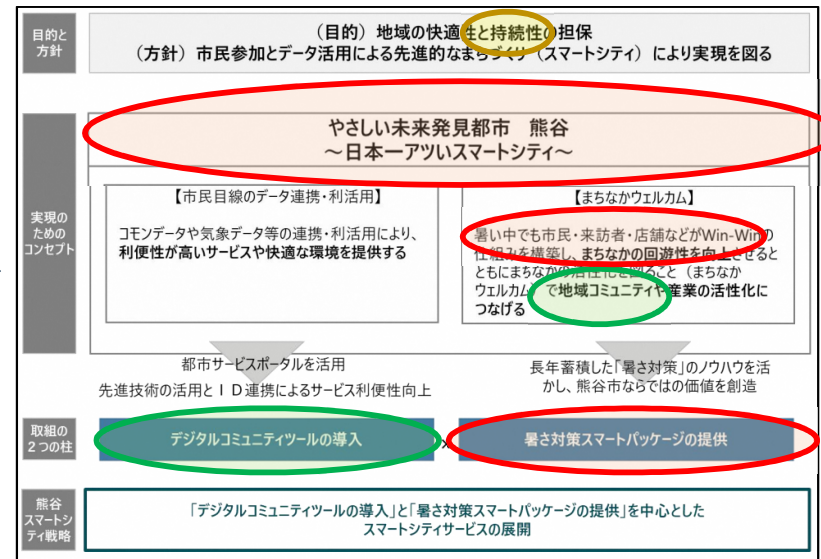 目的と
方針
(目的)地域の快適性と持続性の担保
(方針)市民参加とデータ活用による先進的なまちづくり(スマートシティ)により実現を図る
実現の
ための
コンセプト
やさしい未来発見都市 熊谷
～日本一アツいスマートシティ～
【市民目線のデータ連携・利活用】
コモンデータや気象データ等の連携・利活用により、
利便性が高いサービスや快適な環境を提供する
【まちなかウェルカム】
暑い中でも市民・来訪者・店舗などがWin-Winの
仕組みを構築し、まちなかの回遊性を向上させると
ともにまちなかの活性化を図ること(まちなか
ウェルカム)で地域コミュニティや産業の活性化に
つなげる
都市サービスポータルを活用
先進技術の活用とID連携によるサービス利便性向上
長年蓄積した「暑さ対策」のノウハウを活
かし、熊谷市ならではの価値を創造
取組の
2つの柱
デジタルコミュニティツールの導入
×
暑さ対策スマートパッケージの提供
熊谷
スマートシ
ティ戦略
「デジタルコミュニティツールの導入」と「暑さ対策スマートパッケージの提供」を中心とした
スマートシティサービスの展開